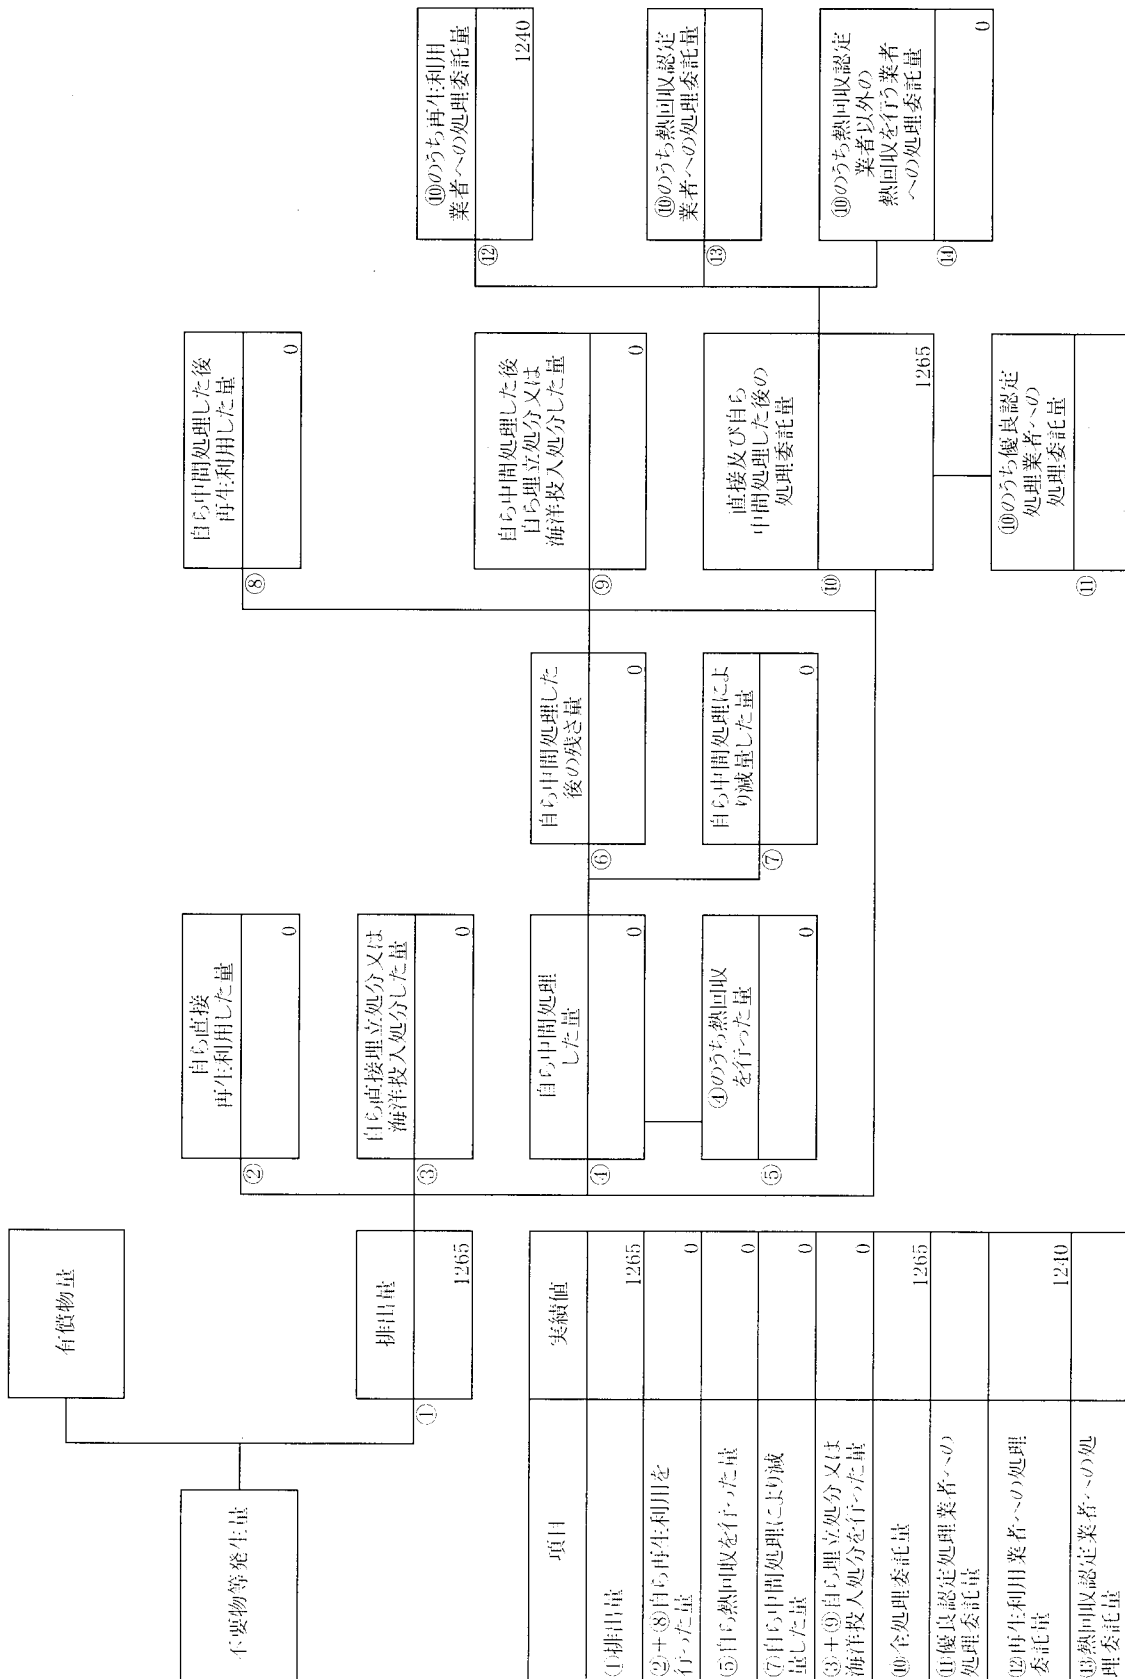 有償物量
不要物等発生量
①
排出量
1265
②
自ら直接
再生利用した量
0
③
自ら直接埋立処分又は
海洋投入処分した量
0
④
自ら中間処理
した量
0
⑤
④のうち熱回収
を行った量
0
⑥
自ら中間処理した
後の残さ量
0
⑦
自ら中間処理によ
り減量した量
0
⑧
自ら中間処理した後
再生利用した量
0
⑨
自ら中間処理した後
自ら埋立処分又は
海洋投入処分した量
0
⑩
直接及び自ら
中間処理した後の
処理委託量
1265
⑪
⑩のうち優良認定
処理業者への
処理委託量
⑫
⑩のうち再生利用
業者への処理委託量
1240
⑬
⑩のうち熱回収認定
業者への処理委託量
⑭
⑩のうち熱回収認定
業者以外の
熱回収を行う業者
への処理委託量
0
項目
実績値
①排出量
1265
②+⑧自ら再生利用を
行った量
0
⑤自ら熱回収を行った量
0
⑦自ら中間処理により減
量した量
0
③+⑨自ら埋立処分又は
海洋投入処分を行った量
0
⑩全処理委託量
1265
⑪優良認定処理業者への
処理委託量
⑫再生利用業者への処理
委託量
1240
⑬熱回収認定業者への処
理委託量